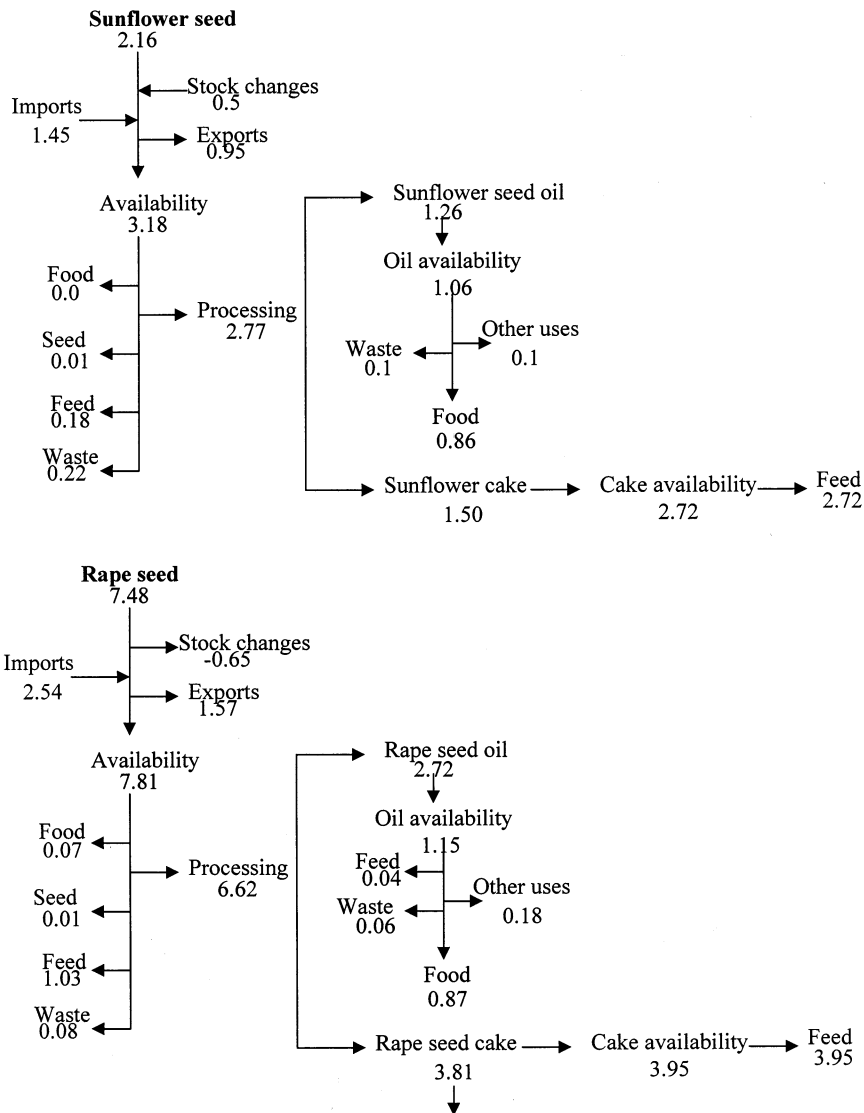 Sunflower seed
2.16
Stock changes
0.5
Imports
1.45
Exports
0.95
Availability
3.18
Food
0.0
Processing
2.77
Seed
0.01
Feed
0.18
Waste
0.22
Sunflower seed oil
1.26
Oil availability
1.06
Other uses
0.1
Waste
0.1
Food
0.86
Sunflower cake
1.50
Cake availability
2.72
Feed
2.72
Rape seed
7.48
Stock changes
-0.65
Imports
2.54
Exports
1.57
Availability
7.81
Food
0.07
Processing
6.62
Seed
0.01
Feed
1.03
Waste
0.08
Rape seed oil
2.72
Oil availability
1.15
Feed
0.04
Other uses
0.18
Waste
0.06
Food
0.87
Rape seed cake
3.81
Cake availability
3.95
Feed
3.95